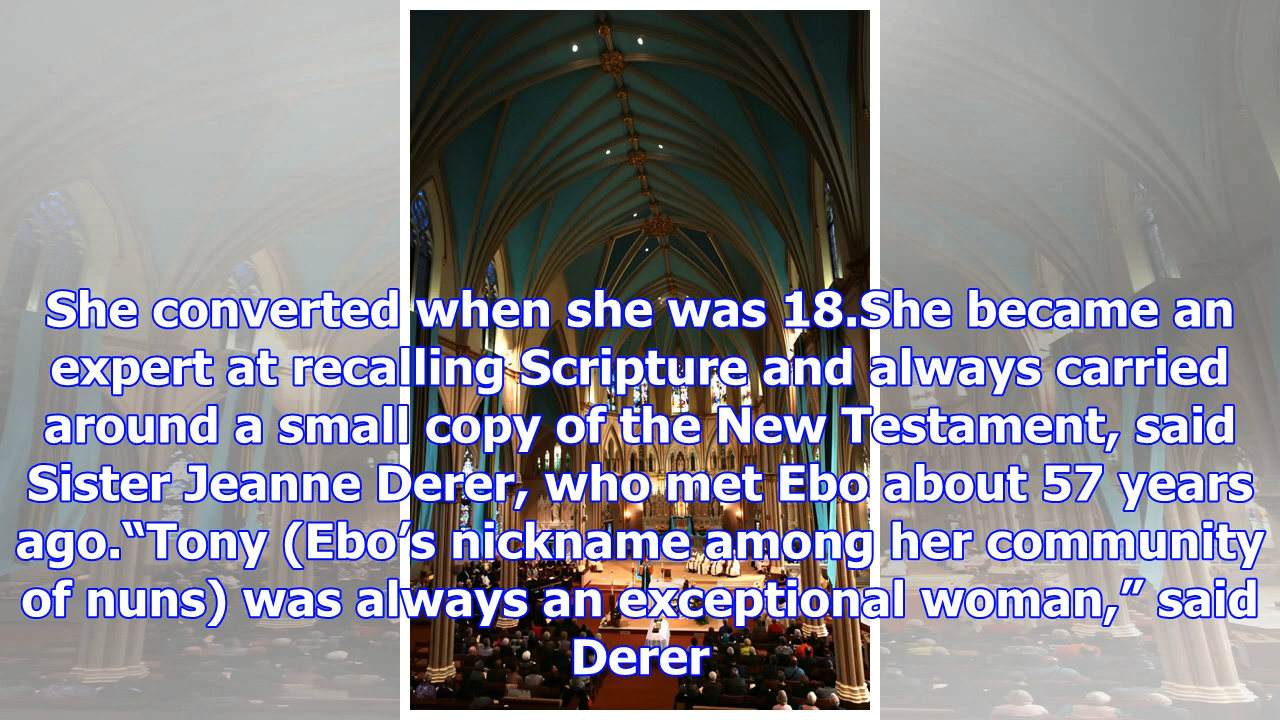 She converted when she was 18.She became an
expert at recalling Scripture and always carried
around a small copy of the New Testament, said
Sister Jeanne Derer, who met Ebo about 57 years
ago.“Tony (Ebo’s nickname among her community
of nuns) was always an exceptional woman,” said
Derer